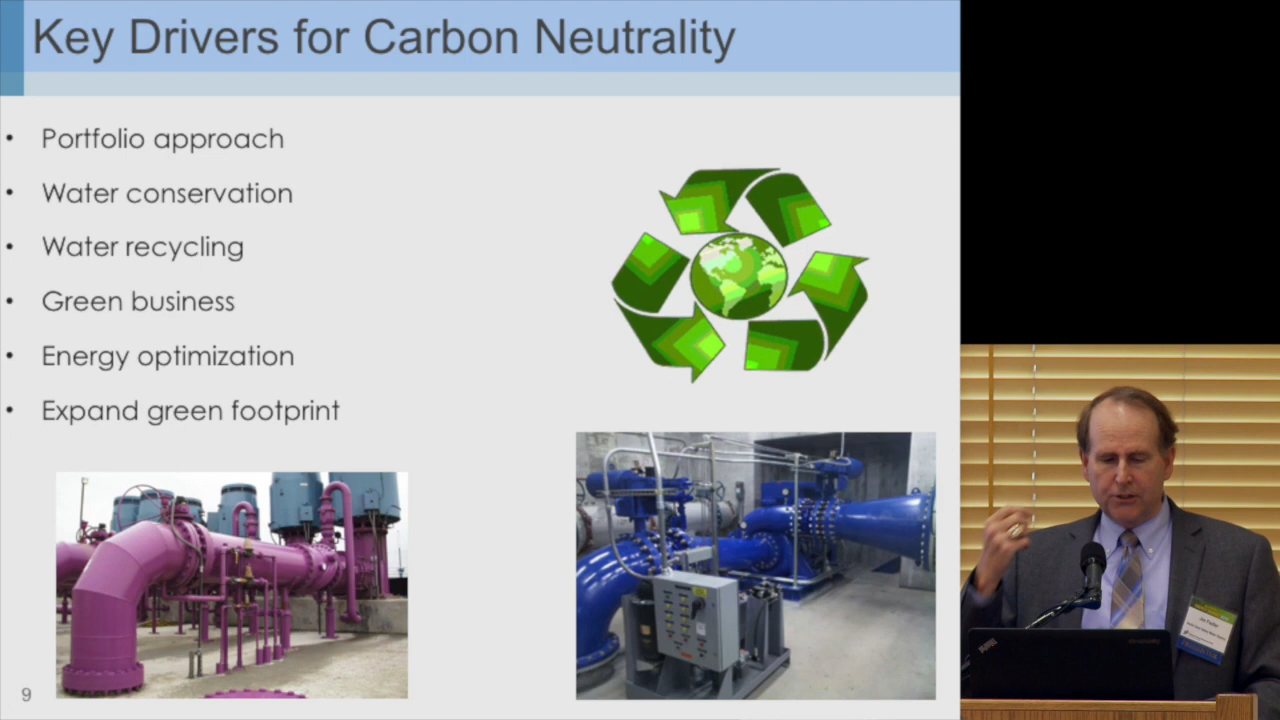 Key Drivers for Carbon Neutrality
• Portfolio approach
• Water conservation
• Water recycling
• Green business
• Energy optimization
• Expand green footprint
9
ThinkPad